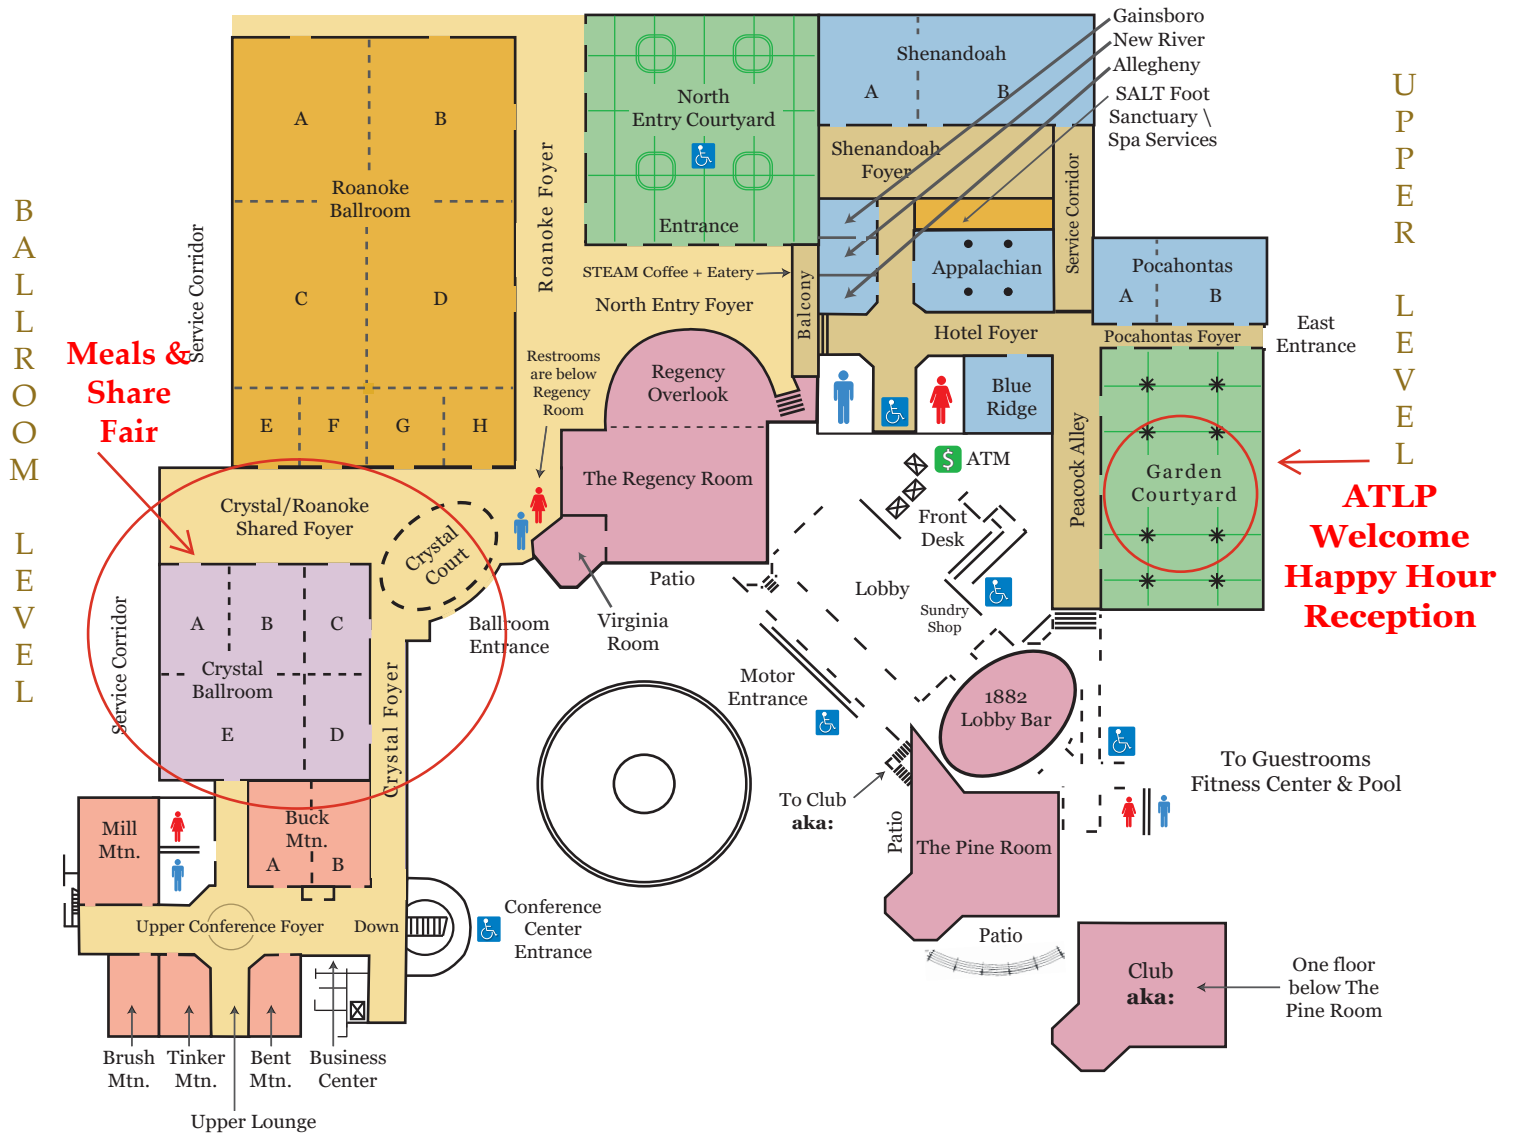 Gainsboro
New River
Allegheny
SALT Foot
Sanctuary \
Spa Services
Shenandoah
A
B
Shenandoah
Foyer
North
Entry Courtyard
Entrance
A
B
Roanoke
Ballroom
C
D
E
F
G
H
Roanoke Foyer
Service Corridor
BALLROOM LEVEL
UPPER LEVEL
STEAM Coffee + Eatery
North Entry Foyer
Balcony
Appalachian
Service Corridor
Pocahontas
A
B
Hotel Foyer
Pocahontas Foyer
East
Entrance
Meals &
Share
Fair
Restrooms
are below
Regency
Room
Regency
Overlook
The Regency Room
Blue
Ridge
Peacock Alley
Garden
Courtyard
ATLP
Welcome
Happy Hour
Reception
$ ATM
Front
Desk
Lobby
Sundry
Shop
Crystal/Roanoke
Shared Foyer
Crystal
Court
Patio
Virginia
Room
Ballroom
Entrance
Service Corridor
A
B
C
Crystal
Ballroom
E
D
Crystal Foyer
Motor
Entrance
1882
Lobby Bar
To Guestrooms
Fitness Center & Pool
To Club
aka:
Patio
The Pine Room
Patio
Mill
Mtn.
Buck
Mtn.
A
B
Upper Conference Foyer
Down
Conference
Center
Entrance
Club
aka:
One floor
below The
Pine Room
Brush
Mtn.
Tinker
Mtn.
Bent
Mtn.
Business
Center
Upper Lounge